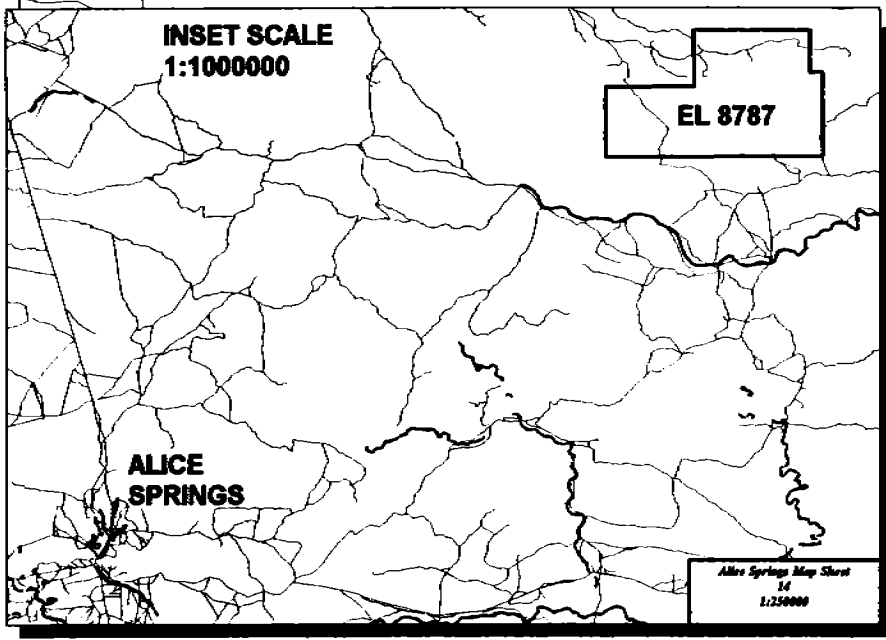 INSET SCALE
1:1000000
EL 8787
ALICE
SPRINGS
Alice Springs Map Sheet
14
1:250000